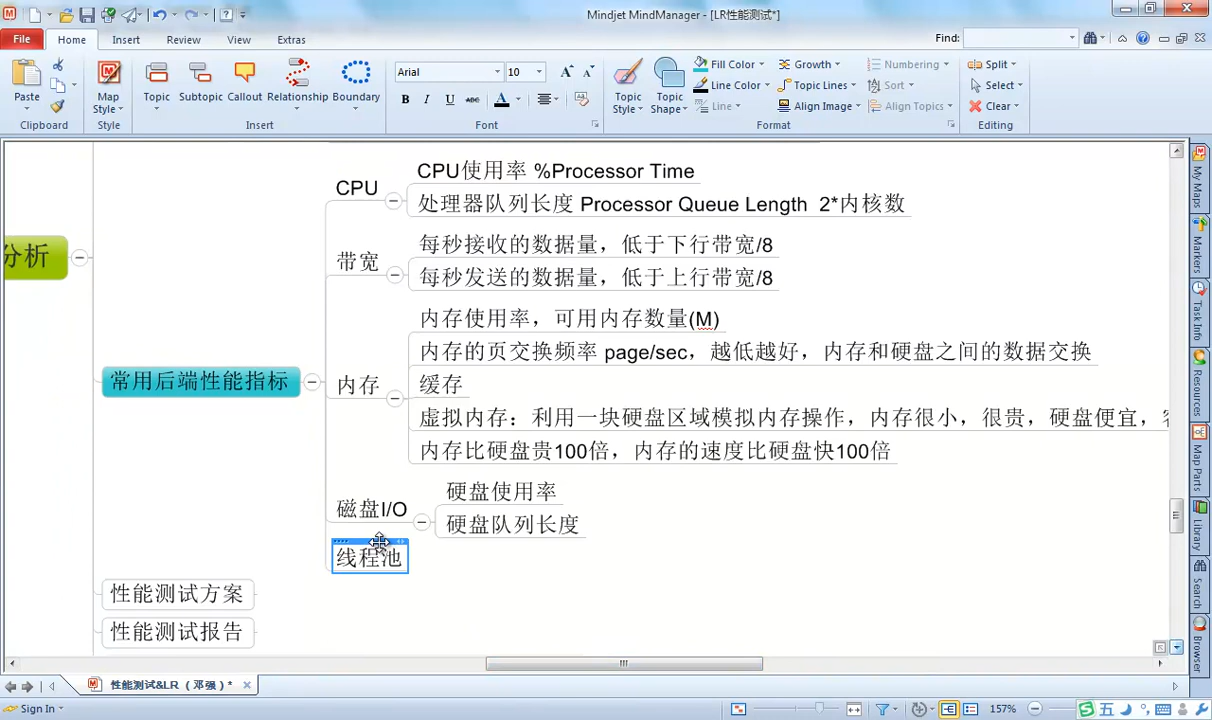 Mindjet MindManager - [LR性能测试*]
File
Home
Insert
Review
View
Extras
Find:
Paste
Map
Style
Topic
Subtopic
Callout
Relationship
Boundary
Arial
10
Topic
Style
Topic
Shape
Fill Color
Line Color
Line
Growth
Topic Lines
Align Image
Numbering
Sort
Align Topics
Split
Select
Clear
Clipboard
Style
Insert
Font
Format
Editing
CPU
CPU使用率 %Processor Time
处理器队列长度 Processor Queue Length 2*内核数
分析
带宽
每秒接收的数据量，低于下行带宽/8
每秒发送的数据量，低于上行带宽/8
常用后端性能指标
内存
内存使用率，可用内存数量(M)
内存的页交换频率 page/sec，越低越好，内存和硬盘之间的数据交换
缓存
虚拟内存：利用一块硬盘区域模拟内存操作，内存很小，很贵，硬盘便宜，
内存比硬盘贵100倍，内存的速度比硬盘快100倍
磁盘I/O
硬盘使用率
硬盘队列长度
线程池
性能测试方案
性能测试报告
My Maps
Markers
Task Info
Resources
Map Parts
Library
Search
Browser
性能测试&LR （邓强）*
Sign In
157%
五